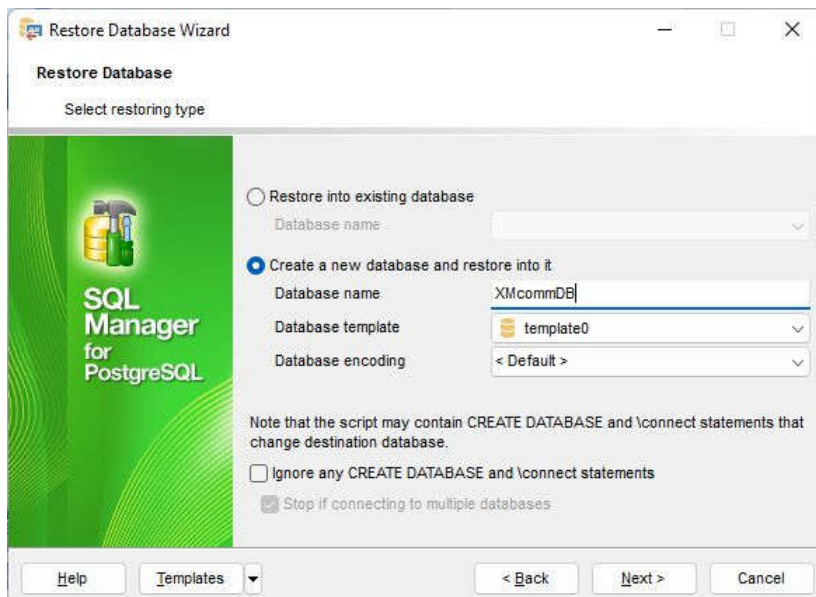 Restore Database Wizard
Restore Database
Select restoring type
SQL
Manager
for
PostgreSQL
Restore into existing database
Database name
Create a new database and restore into it
Database name XMcommDB
Database template template0
Database encoding < Default >
Note that the script may contain CREATE DATABASE and \connect statements that
change destination database.
Ignore any CREATE DATABASE and \connect statements
Stop if connecting to multiple databases
Help Templates < Back Next > Cancel